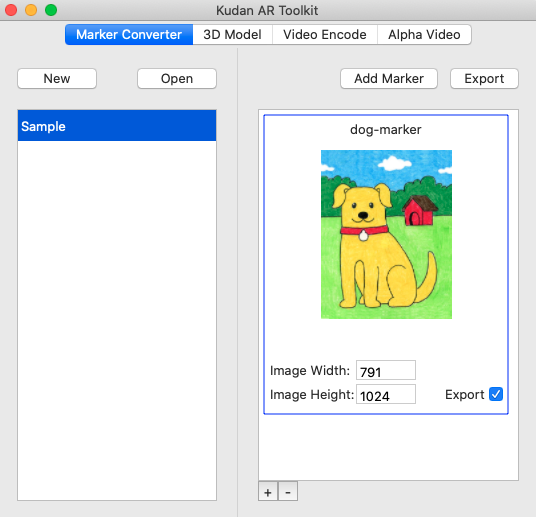 Kudan AR Toolkit
Marker Converter 3D Model Video Encode Alpha Video
New Open Add Marker Export
Sample
dog-marker
Image Width: 791
Image Height: 1024 Export
+ -